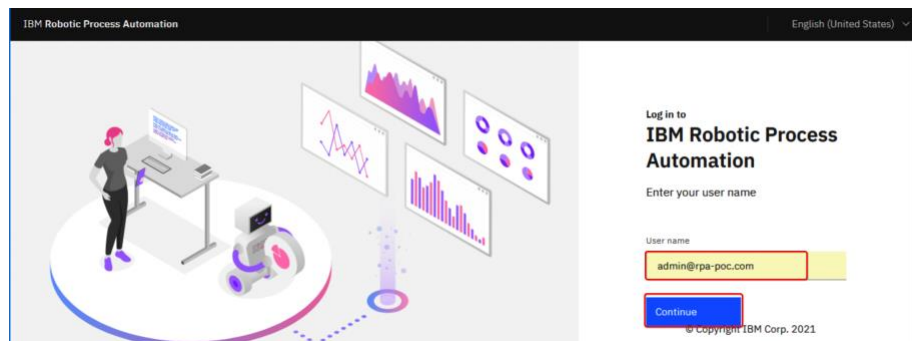 IBM Robotic Process Automation
English (United States)
Log in to
IBM Robotic Process
Automation
Enter your user name
User name
admin@rpa-poc.com
Continue
© Copyright IBM Corp. 2021